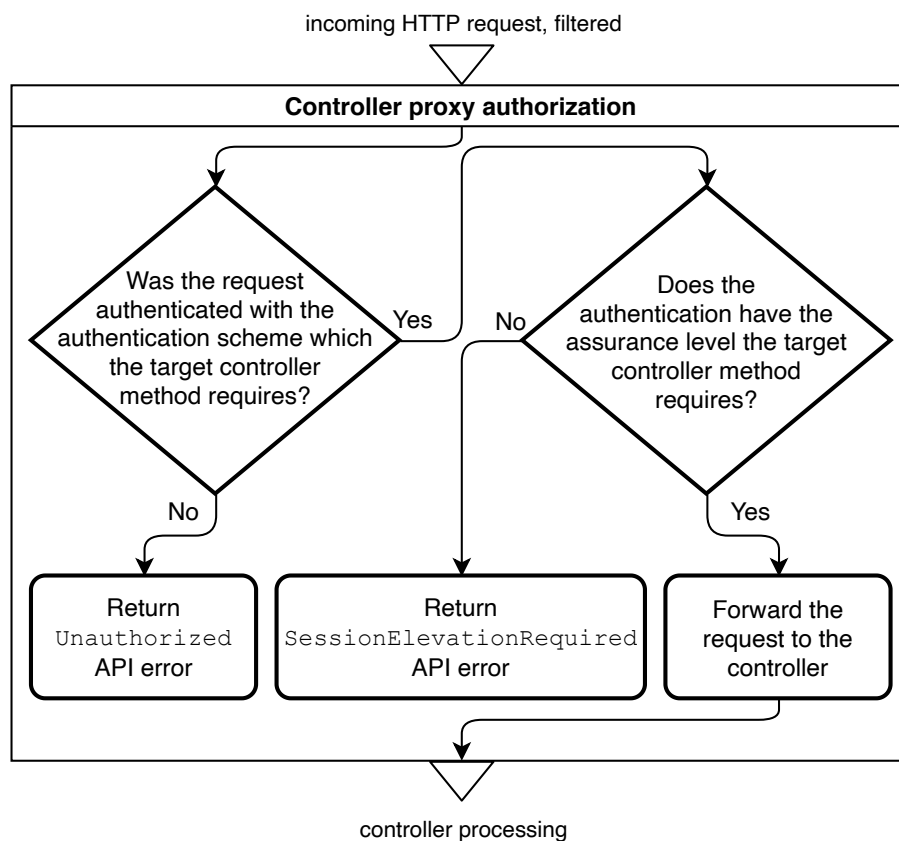 incoming HTTP request, filtered
Controller proxy authorization
Was the request
authenticated with the
authentication scheme which
the target controller
method requires?
Yes
No
Does the
authentication have the
assurance level the target
controller method
requires?
No
Yes
Return
Unauthorized
API error
Return
SessionElevationRequired
API error
Forward the
request to the
controller
controller processing